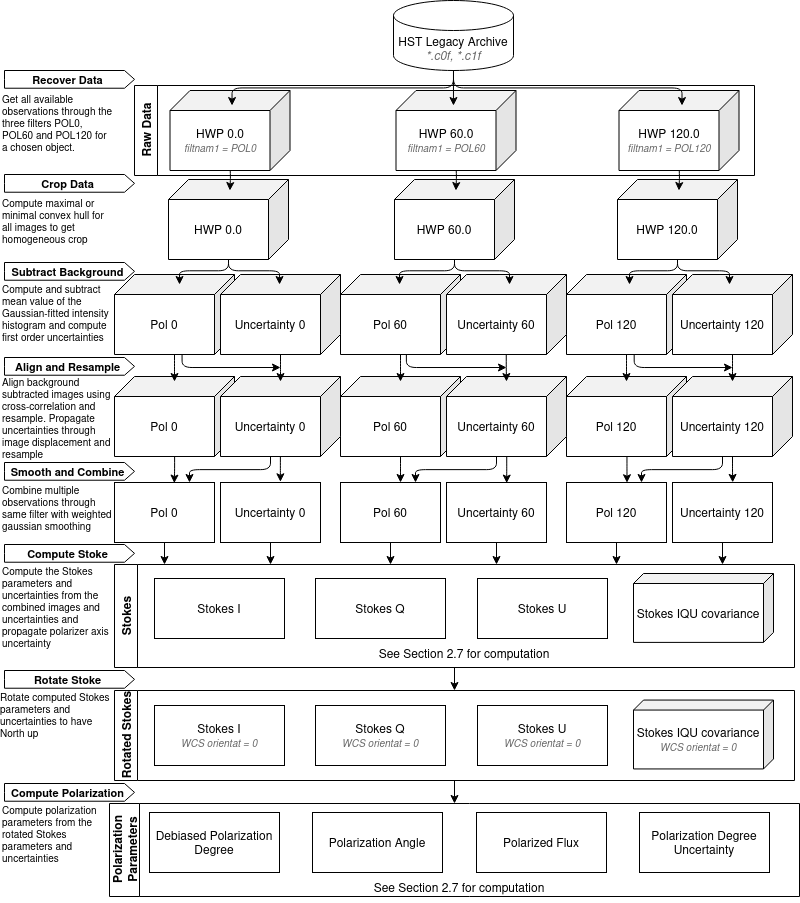 HST Legacy Archive
*.c0f, *.c1f
Recover Data
Get all available
observations through the
three filters POL0,
POL60 and POL120 for
a chosen object.
Raw Data
HWP 0.0
filtnam1 = POL0
HWP 60.0
filtnam1 = POL60
HWP 120.0
filtnam1 = POL120
Crop Data
Compute maximal or
minimal convex hull for
all images to get
homogeneous crop
HWP 0.0
HWP 60.0
HWP 120.0
Subtract Background
Compute and subtract
mean value of the
Gaussian-fitted intensity
histogram and compute
first order uncertainties
Pol 0
Uncertainty 0
Pol 60
Uncertainty 60
Pol 120
Uncertainty 120
Align and Resample
Align background
subtracted images using
cross-correlation and
resample. Propagate
uncertainties through
image displacement and
resample
Pol 0
Uncertainty 0
Pol 60
Uncertainty 60
Pol 120
Uncertainty 120
Smooth and Combine
Combine multiple
observations through
same filter with weighted
gaussian smoothing
Pol 0
Uncertainty 0
Pol 60
Uncertainty 60
Pol 120
Uncertainty 120
Compute Stoke
Compute the Stokes
parameters and
uncertainties from the
combined images and
uncertainties and
propagate polarizer axis
uncertainty
Stokes
Stokes I
Stokes Q
Stokes U
Stokes IQU covariance
See Section 2.7 for computation
Rotate Stoke
Rotate computed Stokes
parameters and
uncertainties to have
North up
Rotated Stokes
Stokes I
WCS orientat = 0
Stokes Q
WCS orientat = 0
Stokes U
WCS orientat = 0
Stokes IQU covariance
WCS orientat = 0
Compute Polarization
Compute polarization
parameters from the
rotated Stokes
parameters and
uncertainties
Polarization
Parameters
Debiased Polarization
Degree
Polarization Angle
Polarized Flux
Polarization Degree
Uncertainty
See Section 2.7 for computation